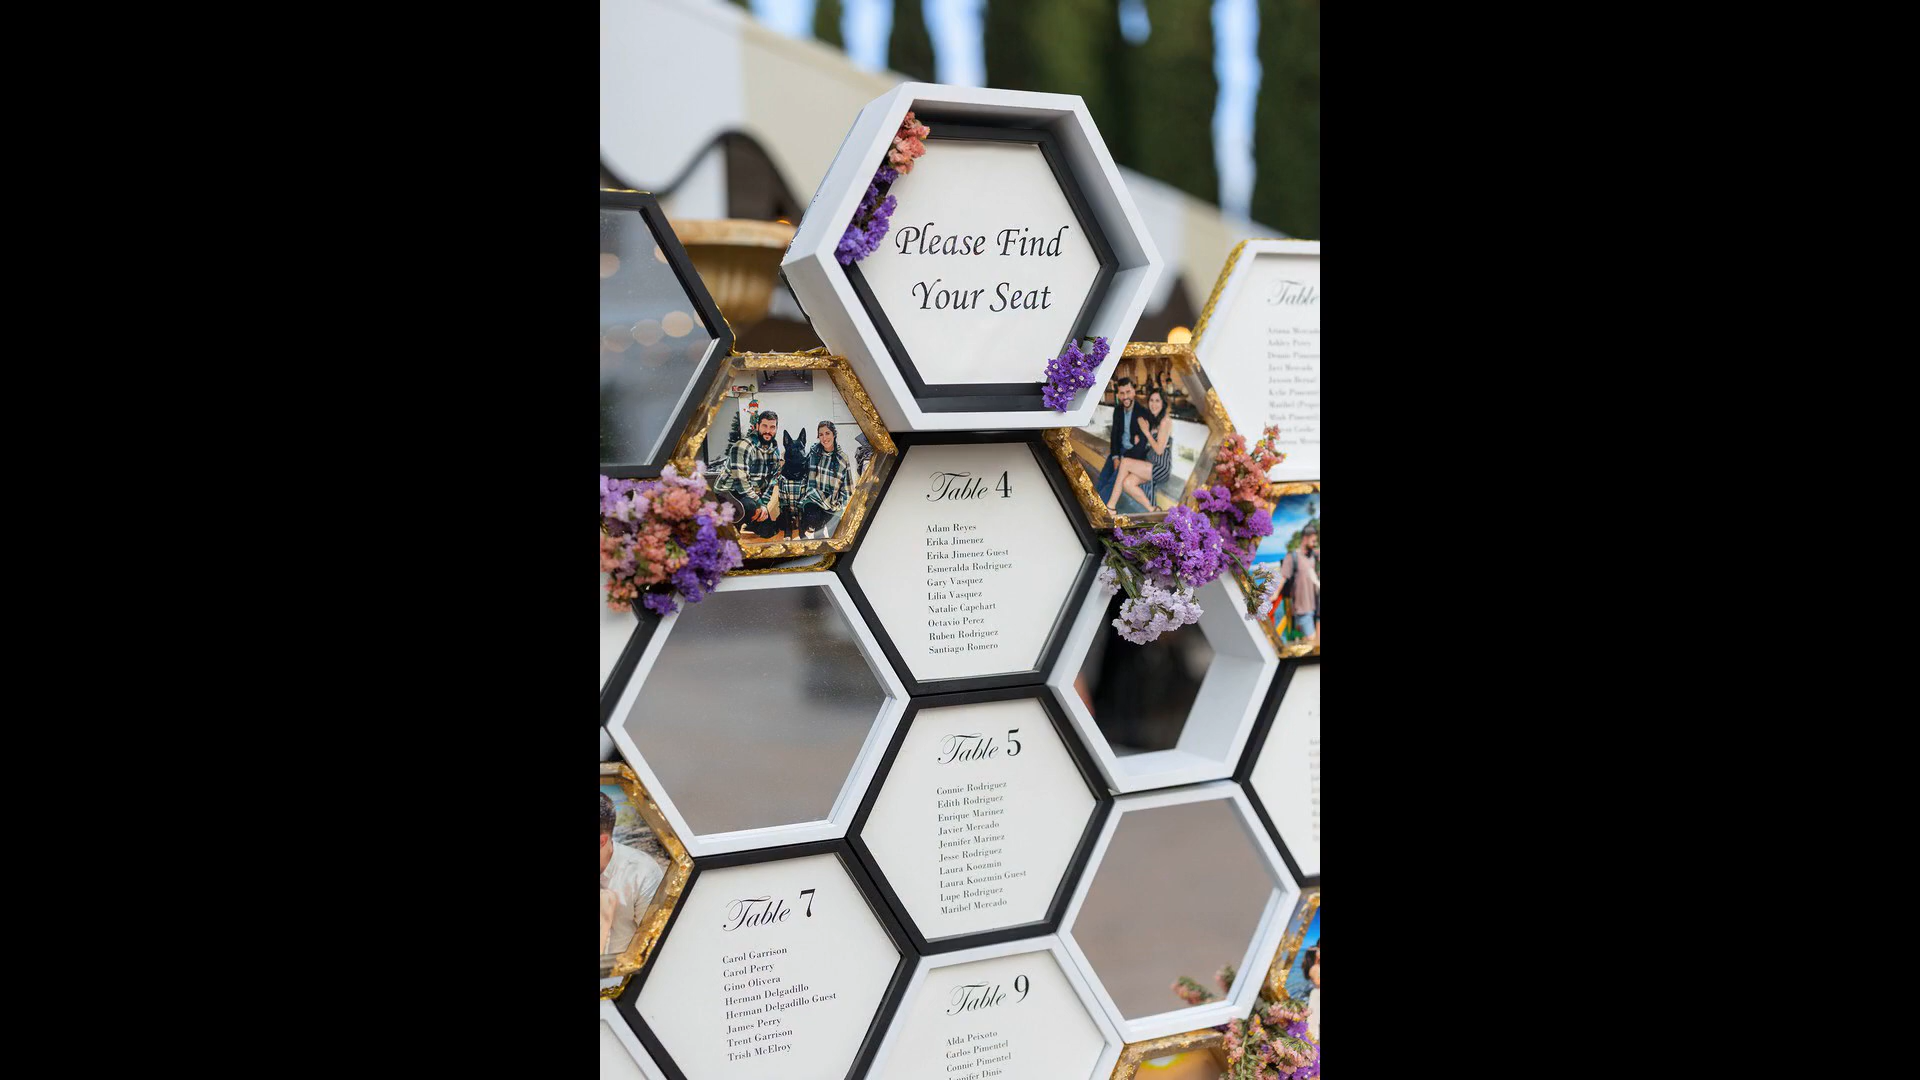 Please Find
Your Seat
Table
Table 4
Adam Reyes
Erika Jimenez
Erika Jimenez Guest
Esmeralda Rodriguez
Gary Vasquez
Lilia Vasquez
Natalie Capehart
Octavio Perez
Ruben Rodriguez
Santiago Romero
Table 5
Connie Rodriguez
Edith Rodriguez
Enrique Marinez
Javier Mercado
Jennifer Marinez
Jesse Rodriguez
Laura Koozmin
Laura Koozmin Guest
Lupe Rodriguez
Maribel Mercado
Table 7
Carol Garrison
Carol Perry
Gino Olivera
Herman Delgadillo
Herman Delgadillo Guest
James Perry
Trent Garrison
Trish McElroy
Table 9
Alda Peixoto
Carlos Pimentel
Connie Pimentel
Jennifer Dinis